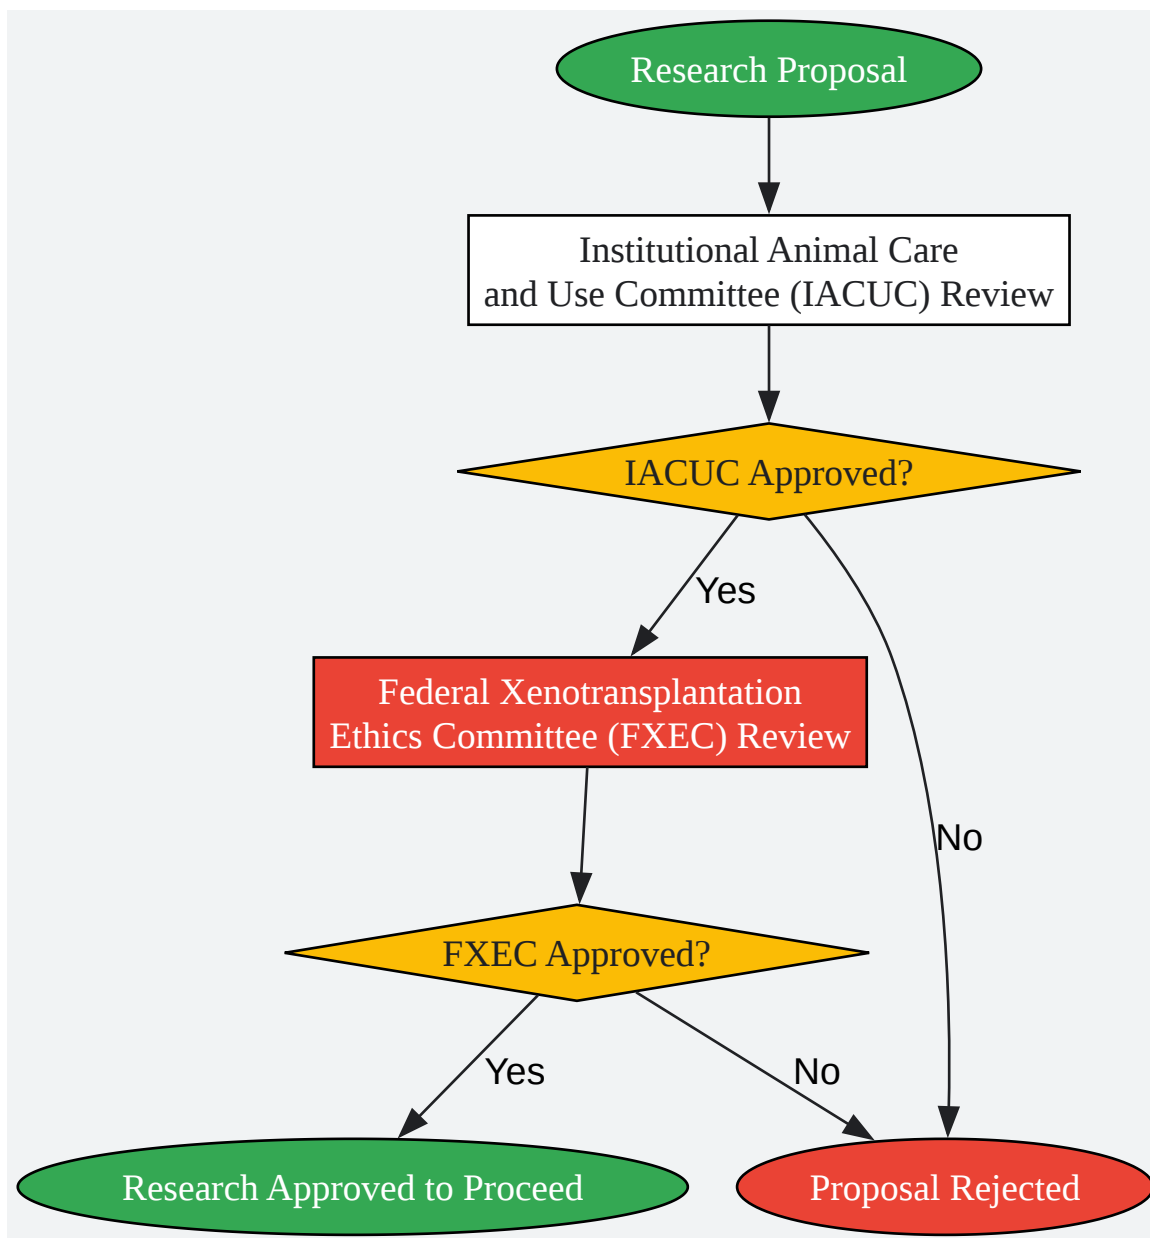 Research Proposal
Institutional Animal Care
and Use Committee (IACUC) Review
IACUC Approved?
Yes
Federal Xenotransplantation
Ethics Committee (FXEC) Review
No
FXEC Approved?
Yes
No
Research Approved to Proceed
Proposal Rejected